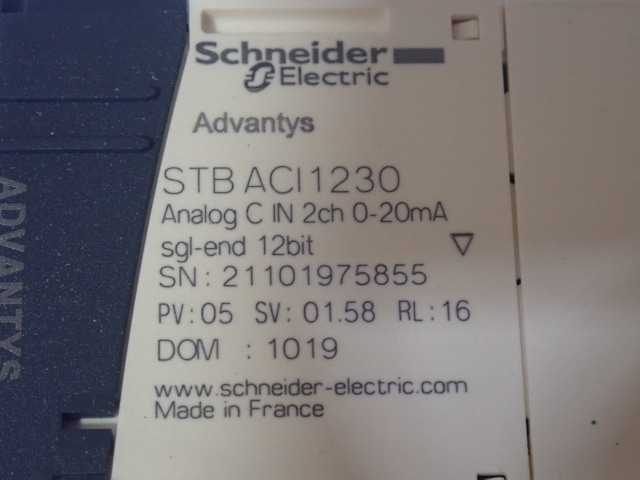 Schneider
Electric
Advantys
STB ACI1230
Analog C IN 2ch 0-20mA
sgl-end 12bit
SN: 21101975855
PV:05 SV: 01.58 RL:16
DOM : 1019
www.schneider-electric.com
Made in France
ADVANTYS